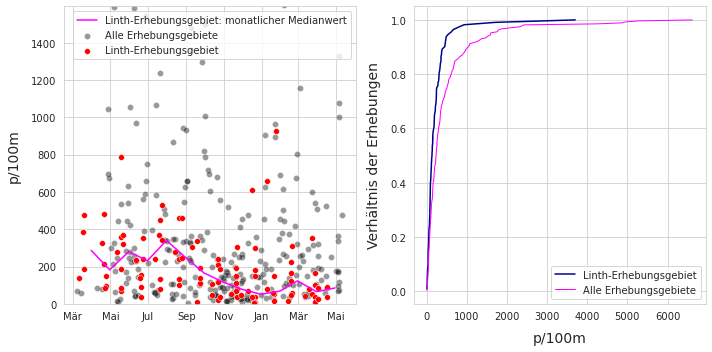 Linth-Erhebungsgebiet: monatlicher Medianwert
Alle Erhebungsgebiete
Linth-Erhebungsgebiet
p/100m
1600
1400
1200
1000
800
600
400
200
0
Mär
Mai
Jul
Sep
Nov
Jan
Mär
Mai
Verhältnis der Erhebungen
1.0
0.8
0.6
0.4
0.2
0.0
Linth-Erhebungsgebiet
Alle Erhebungsgebiete
0
1000
2000
3000
4000
5000
6000
p/100m